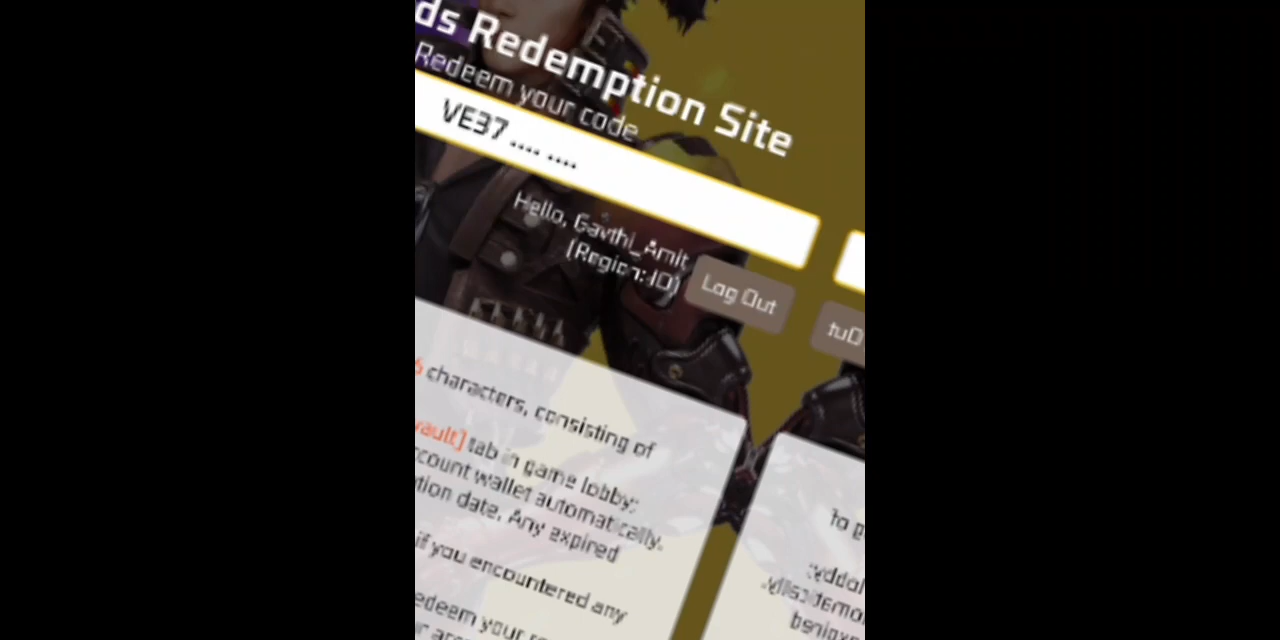 ds Redemption Site
Redeem your code
VE37 .... ....
Hello, Gavthi_Amit
(Region:ID)
Log Out
characters, consisting of
vault] tab in game lobby;
ccount wallet automatically.
tion date. Any expired
if you encountered any
edeem your